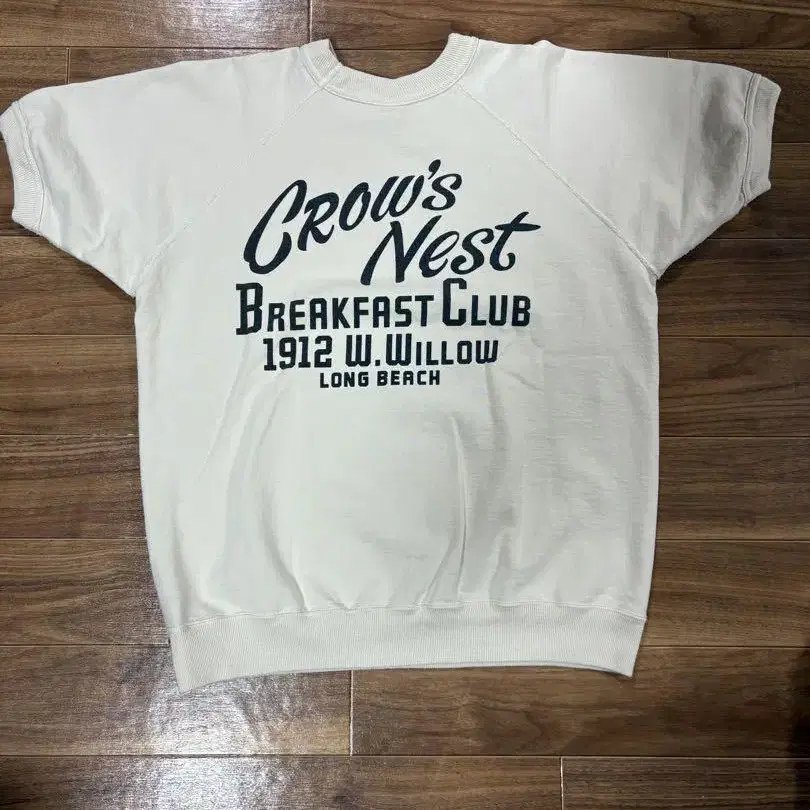 CROW'S
NEST
BREAKFAST CLUB
1912 W. WILLOW
LONG BEACH